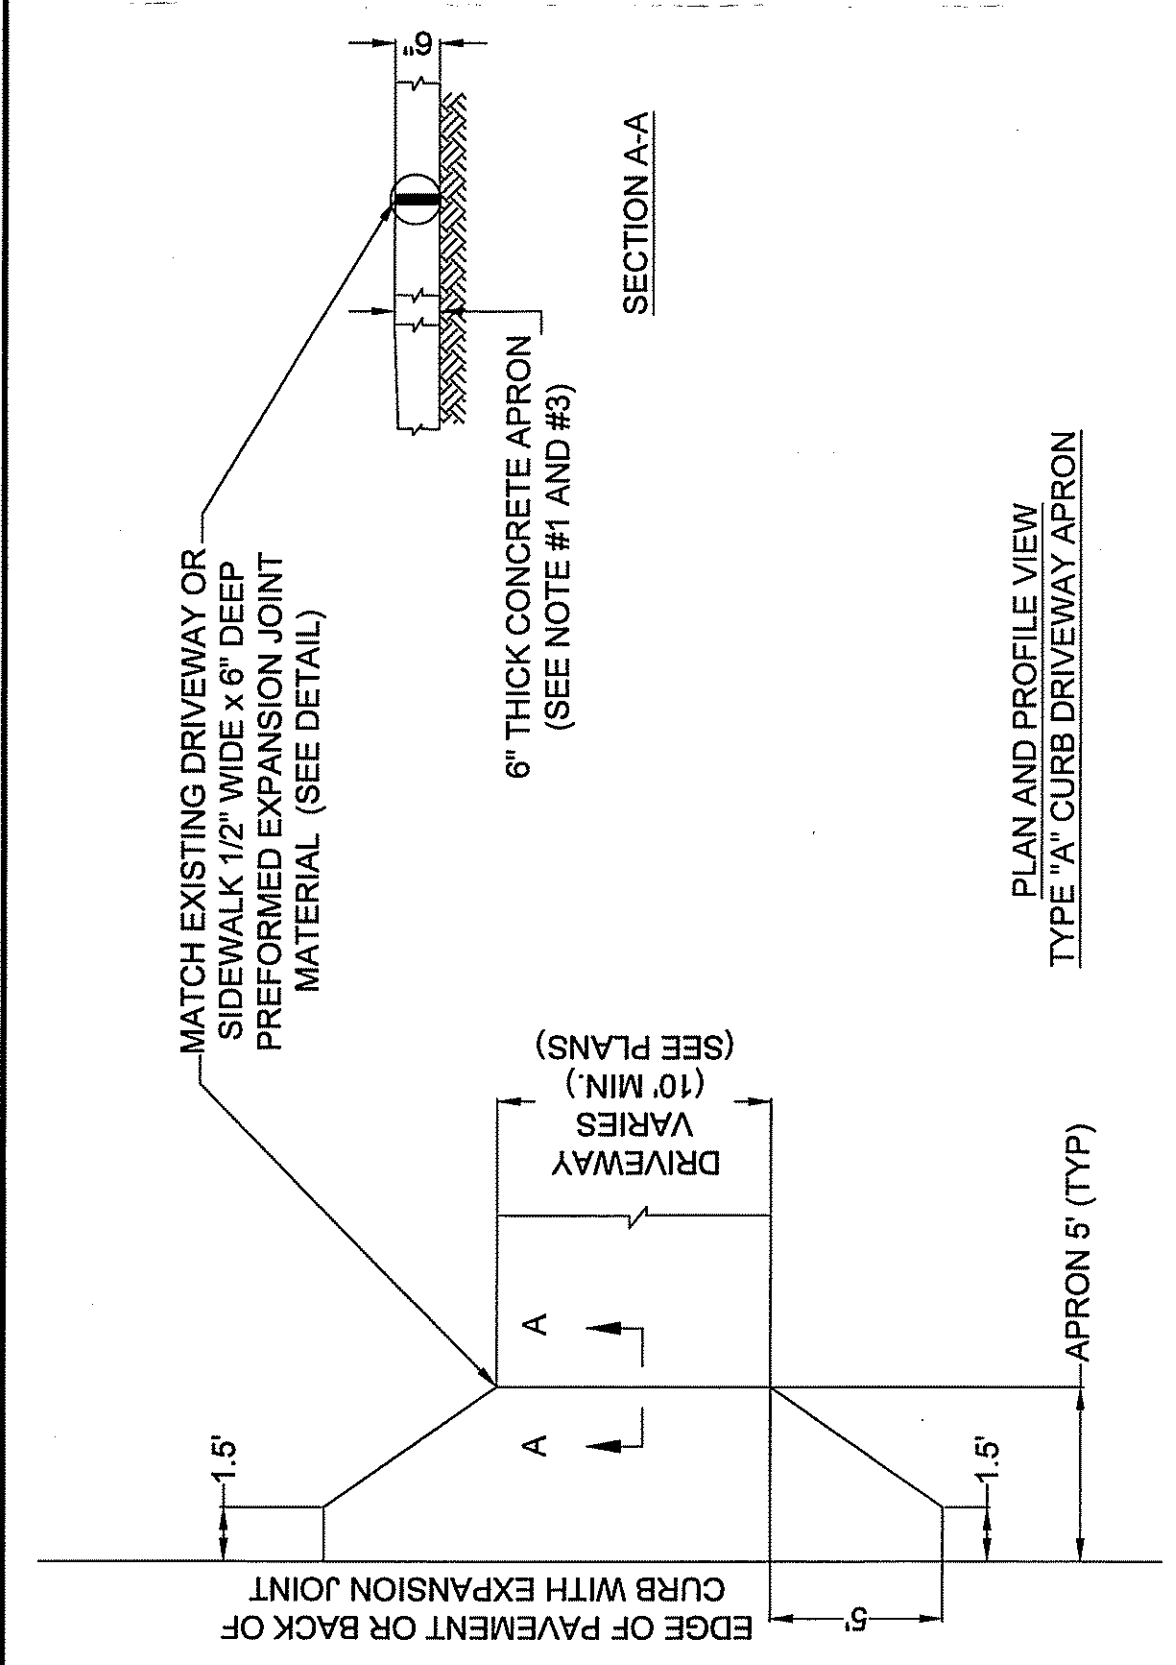 MATCH EXISTING DRIVEWAY OR
SIDEWALK 1/2" WIDE x 6" DEEP
PREFORMED EXPANSION JOINT
MATERIAL (SEE DETAIL)
6"
6" THICK CONCRETE APRON
(SEE NOTE #1 AND #3)
SECTION A-A
1.5'
A
A
DRIVEWAY
VARIES
(10' MIN.)
(SEE PLANS)
EDGE OF PAVEMENT OR BACK OF
CURB WITH EXPANSION JOINT
5'
1.5'
APRON 5' (TYP)
PLAN AND PROFILE VIEW
TYPE "A" CURB DRIVEWAY APRON